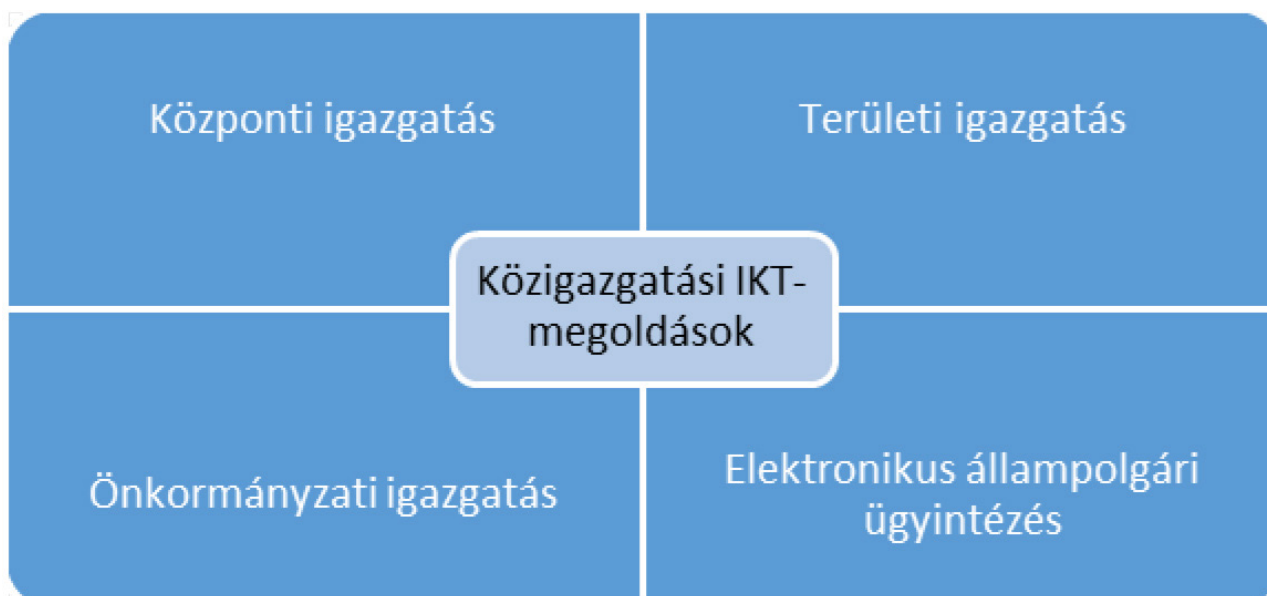 Központi igazgatás
Területi igazgatás
Közigazgatási IKT-
megoldások
Önkormányzati igazgatás
Elektronikus állampolgári
ügyintézés